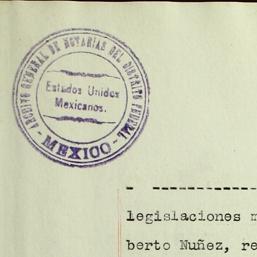 ARCHIVO GENERAL DE NOTARIAS DEL DISTRITO FEDERAL
Estados Unidos
Mexicanos.
- MEXICO -
- - - - - - - - - - - -
legislaciones m
berto Nuñez, re